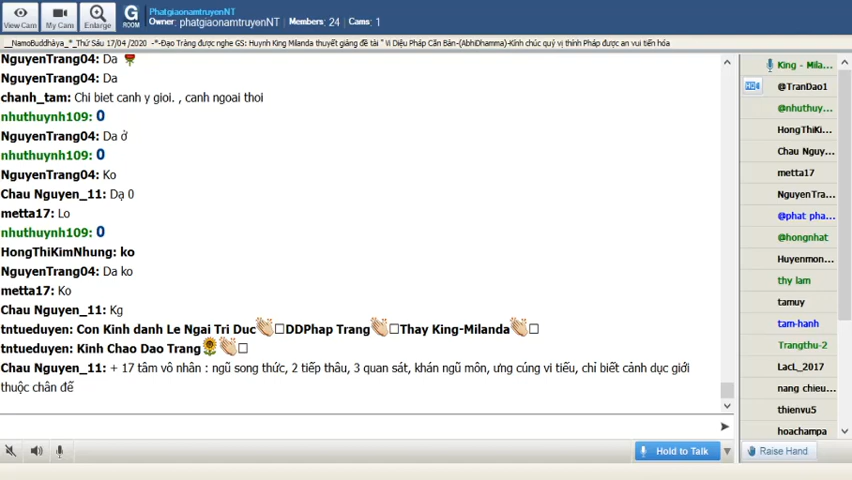 View Cam
My Cam
Enlarge
G
ROOM
PhatgiaonamtruyenNT
Owner: phatgiaonamtruyenNT Members: 24 Cams: 1
__NamoBuddhàya_*_Thứ Sáu 17/04 /2020 -*-Đạo Tràng được nghe GS: Huynh King Milanda thuyết giảng đề tài " Vi Diệu Pháp Căn Bản-(AbhiDhamma)-Kính chúc quý vị thính Pháp được an vui tiến hóa
NguyenTrang04: Da
NguyenTrang04: Da
chanh_tam: Chi biet canh y gioi. , canh ngoai thoi
nhuthuynh109: 0
NguyenTrang04: Da ở
nhuthuynh109: 0
NguyenTrang04: Ko
Chau Nguyen_11: Dạ 0
metta17: Lo
nhuthuynh109: 0
HongThiKimNhung: ko
NguyenTrang04: Da ko
metta17: Ko
Chau Nguyen_11: Kg
tntueduyen: Con Kinh danh Le Ngai Tri Duc DDPhap Trang Thay King-Milanda
tntueduyen: Kinh Chao Dao Trang
Chau Nguyen_11: + 17 tâm vô nhân : ngũ song thức, 2 tiếp thâu, 3 quan sát, khán ngũ môn, ưng cúng vi tiếu, chỉ biết cảnh dục giới
thuộc chân đế
King - Mila...
@TranDao1
@nhuthuy...
HongThiKi...
Chau Nguy...
metta17
NguyenTra...
@phat pha...
@hongnhat
Huyenmon...
thy lam
tamuy
tam-hanh
Trangthu-2
LacL_2017
nang chieu...
thienvu5
hoachampa
Hold to Talk
Raise Hand